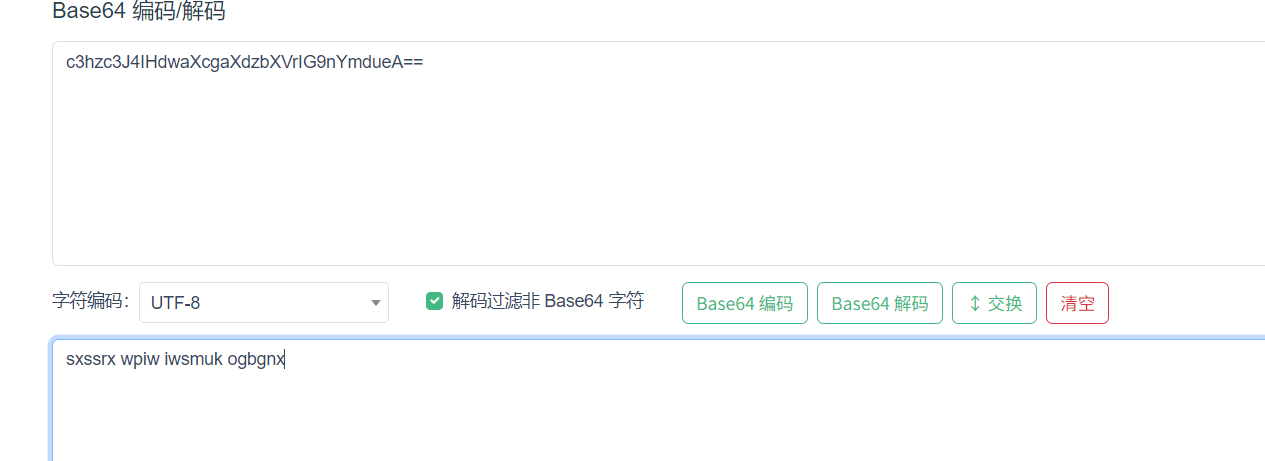 Base64 编码/解码
c3hzc3J4IHdwaXcgaXdzbXVrIG9nYmdueA==
字符编码： UTF-8 解码过滤非 Base64 字符 Base64 编码 Base64 解码 ↕ 交换 清空
sxssrx wpiw iwsmuk ogbgnx